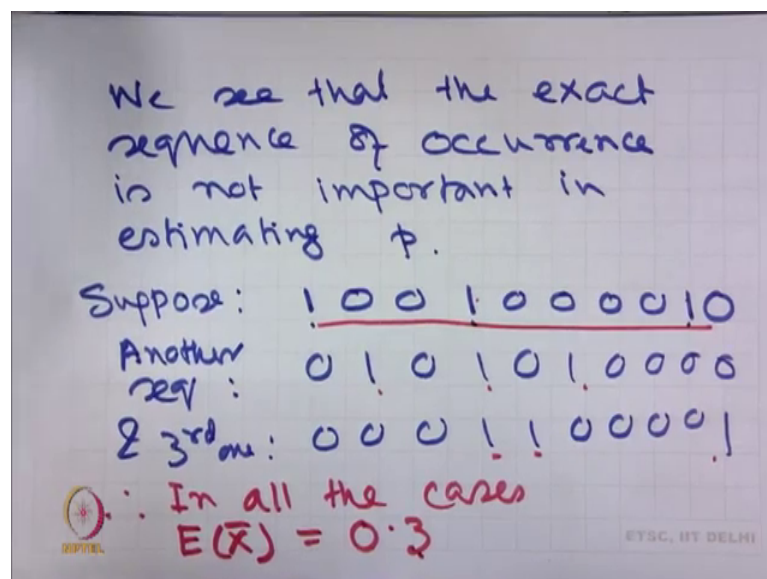 We see that the exact
sequence of occurrence
is not important in
estimating p.
Suppose: 1 0 0 1 0 0 0 0 1 0
Another seq: 0 1 0 1 0 1 0 0 0 0
& 3rd one: 0 0 0 1 1 0 0 0 0 1
∴ In all the cases
E(x̄) = 0.3
NPTEL
ETSC, IIT DELHI